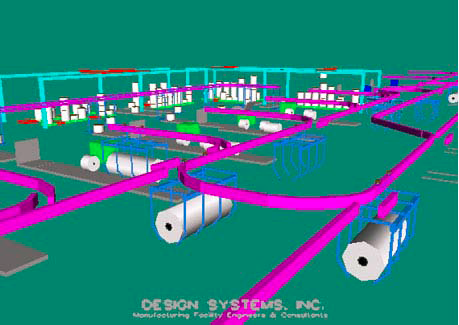 DESIGN SYSTEMS, INC.
Manufacturing Facility Engineers & Consultants